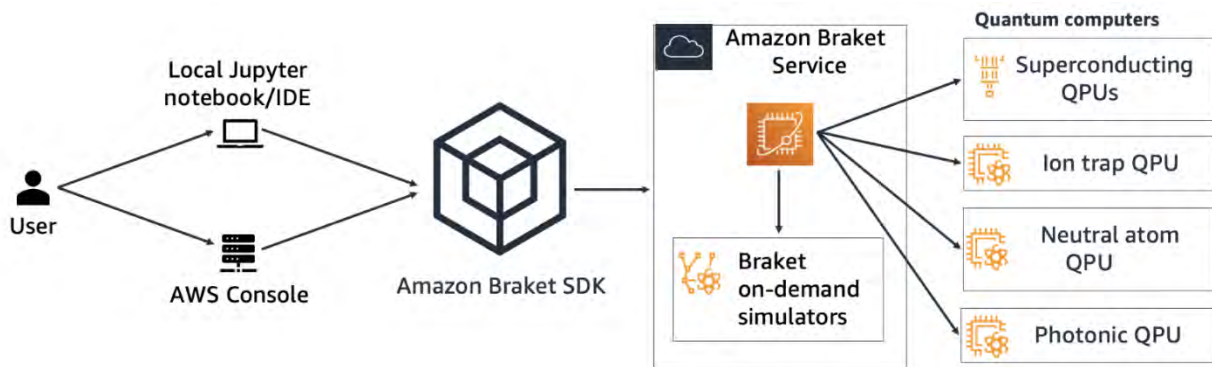 User
Local Jupyter
notebook/IDE
AWS Console
Amazon Braket SDK
Amazon Braket
Service
Braket
on-demand
simulators
Quantum computers
Superconducting
QPUs
Ion trap QPU
Neutral atom
QPU
Photonic QPU